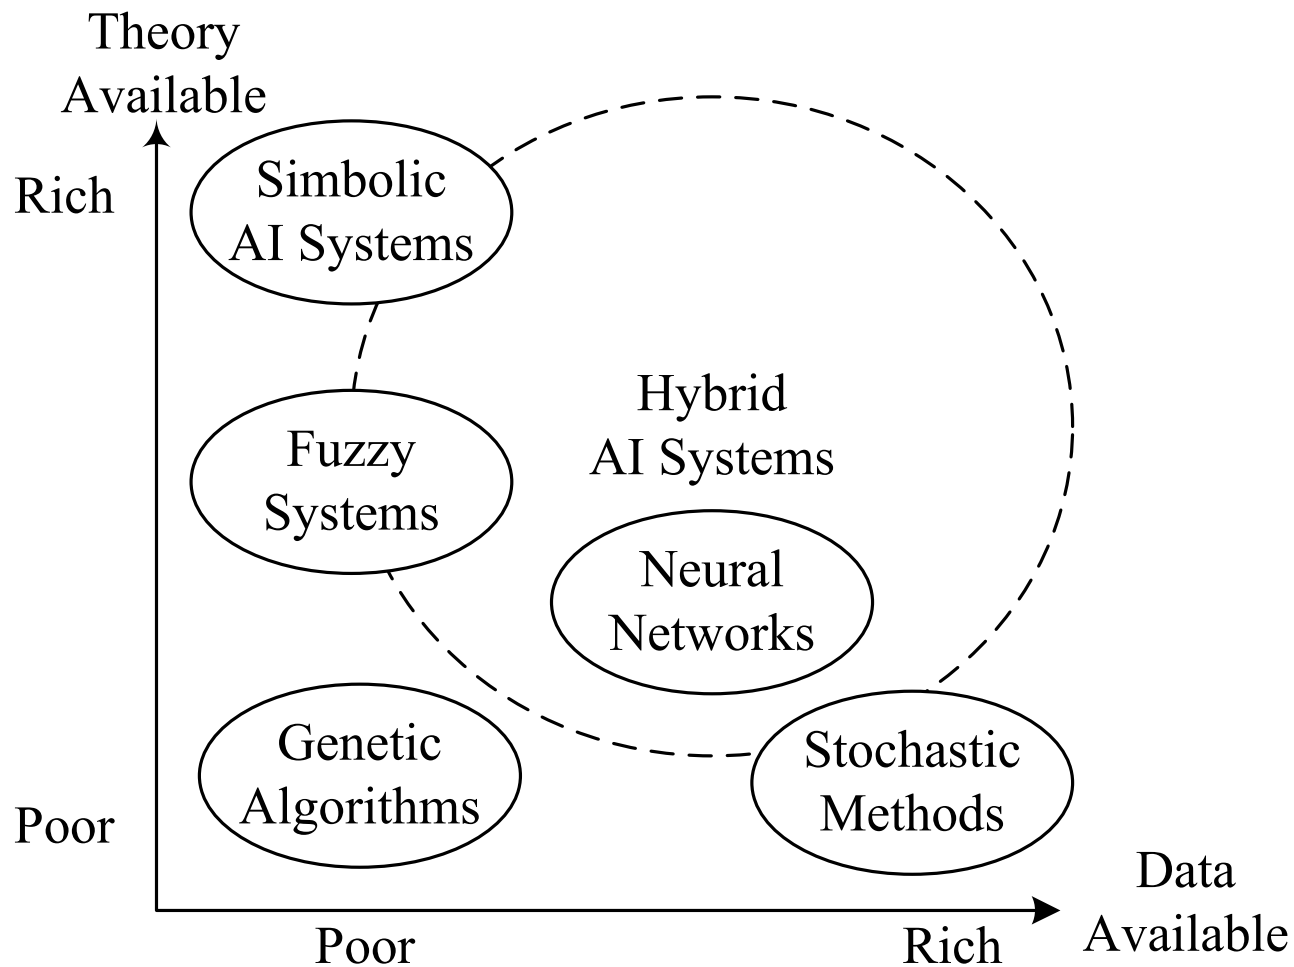 Theory
Available
Rich
Simbolic
AI Systems
Hybrid
AI Systems
Fuzzy
Systems
Neural
Networks
Genetic
Algorithms
Stochastic
Methods
Poor
Data
Available
Poor
Rich